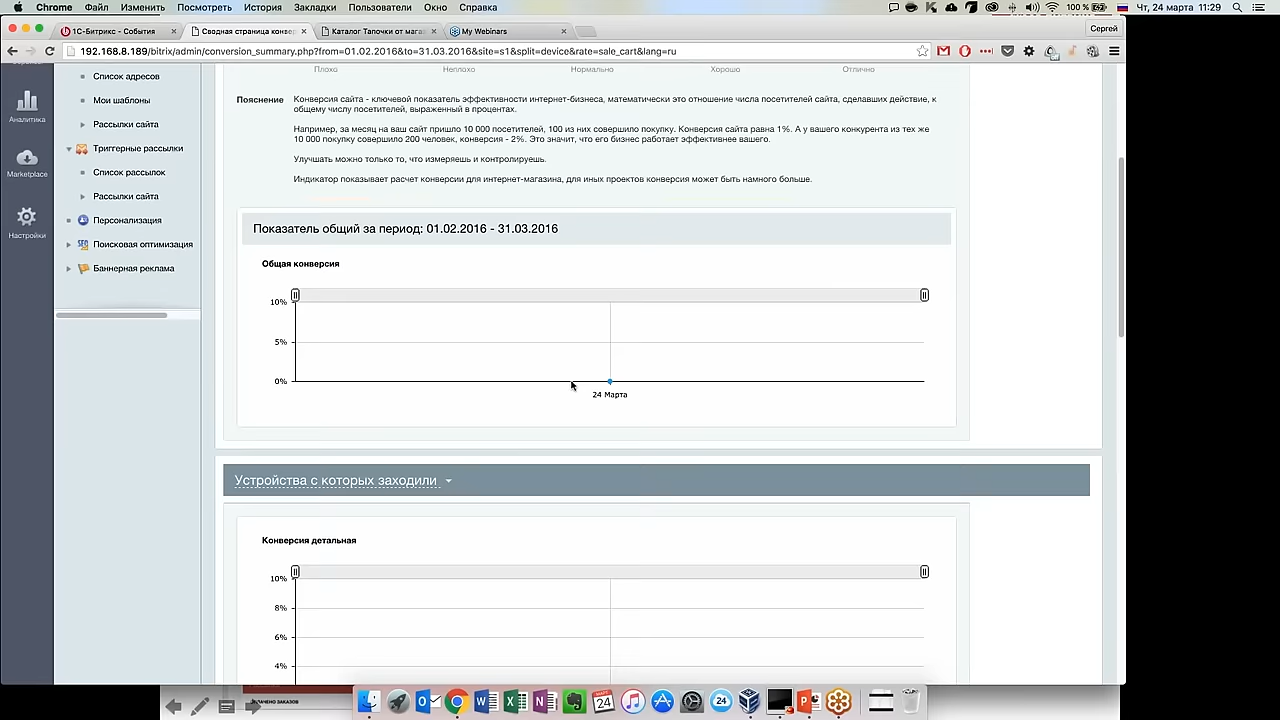 Chrome Файл Изменить Посмотреть История Закладки Пользователи Окно Справка
100 % Чт, 24 марта 11:29
1С-Битрикс - События
Сводная страница конвер
Каталог Тапочки от мага
My Webinars
Сергей
192.168.8.189/bitrix/admin/conversion_summary.php?from=01.02.2016&to=31.03.2016&site=s1&split=device&rate=sale_cart&lang=ru
Аналитика
Marketplace
Настройки
Список адресов
Мои шаблоны
Рассылки сайта
Триггерные рассылки
Список рассылок
Рассылки сайта
Персонализация
Поисковая оптимизация
Баннерная реклама
Плохо Неплохо Нормально Хорошо Отлично
Пояснение
Конверсия сайта - ключевой показатель эффективности интернет-бизнеса, математически это отношение числа посетителей сайта, сделавших действие, к
общему числу посетителей, выраженный в процентах.
Например, за месяц на ваш сайт пришло 10 000 посетителей, 100 из них совершило покупку. Конверсия сайта равна 1%. А у вашего конкурента из тех же
10 000 покупку совершило 200 человек, конверсия - 2%. Это значит, что его бизнес работает эффективнее вашего.
Улучшать можно только то, что измеряешь и контролируешь.
Индикатор показывает расчет конверсии для интернет-магазина, для иных проектов конверсия может быть намного больше.
Показатель общий за период: 01.02.2016 - 31.03.2016
Общая конверсия
10%
5%
0%
24 Марта
Устройства с которых заходили
Конверсия детальная
10%
8%
6%
4%